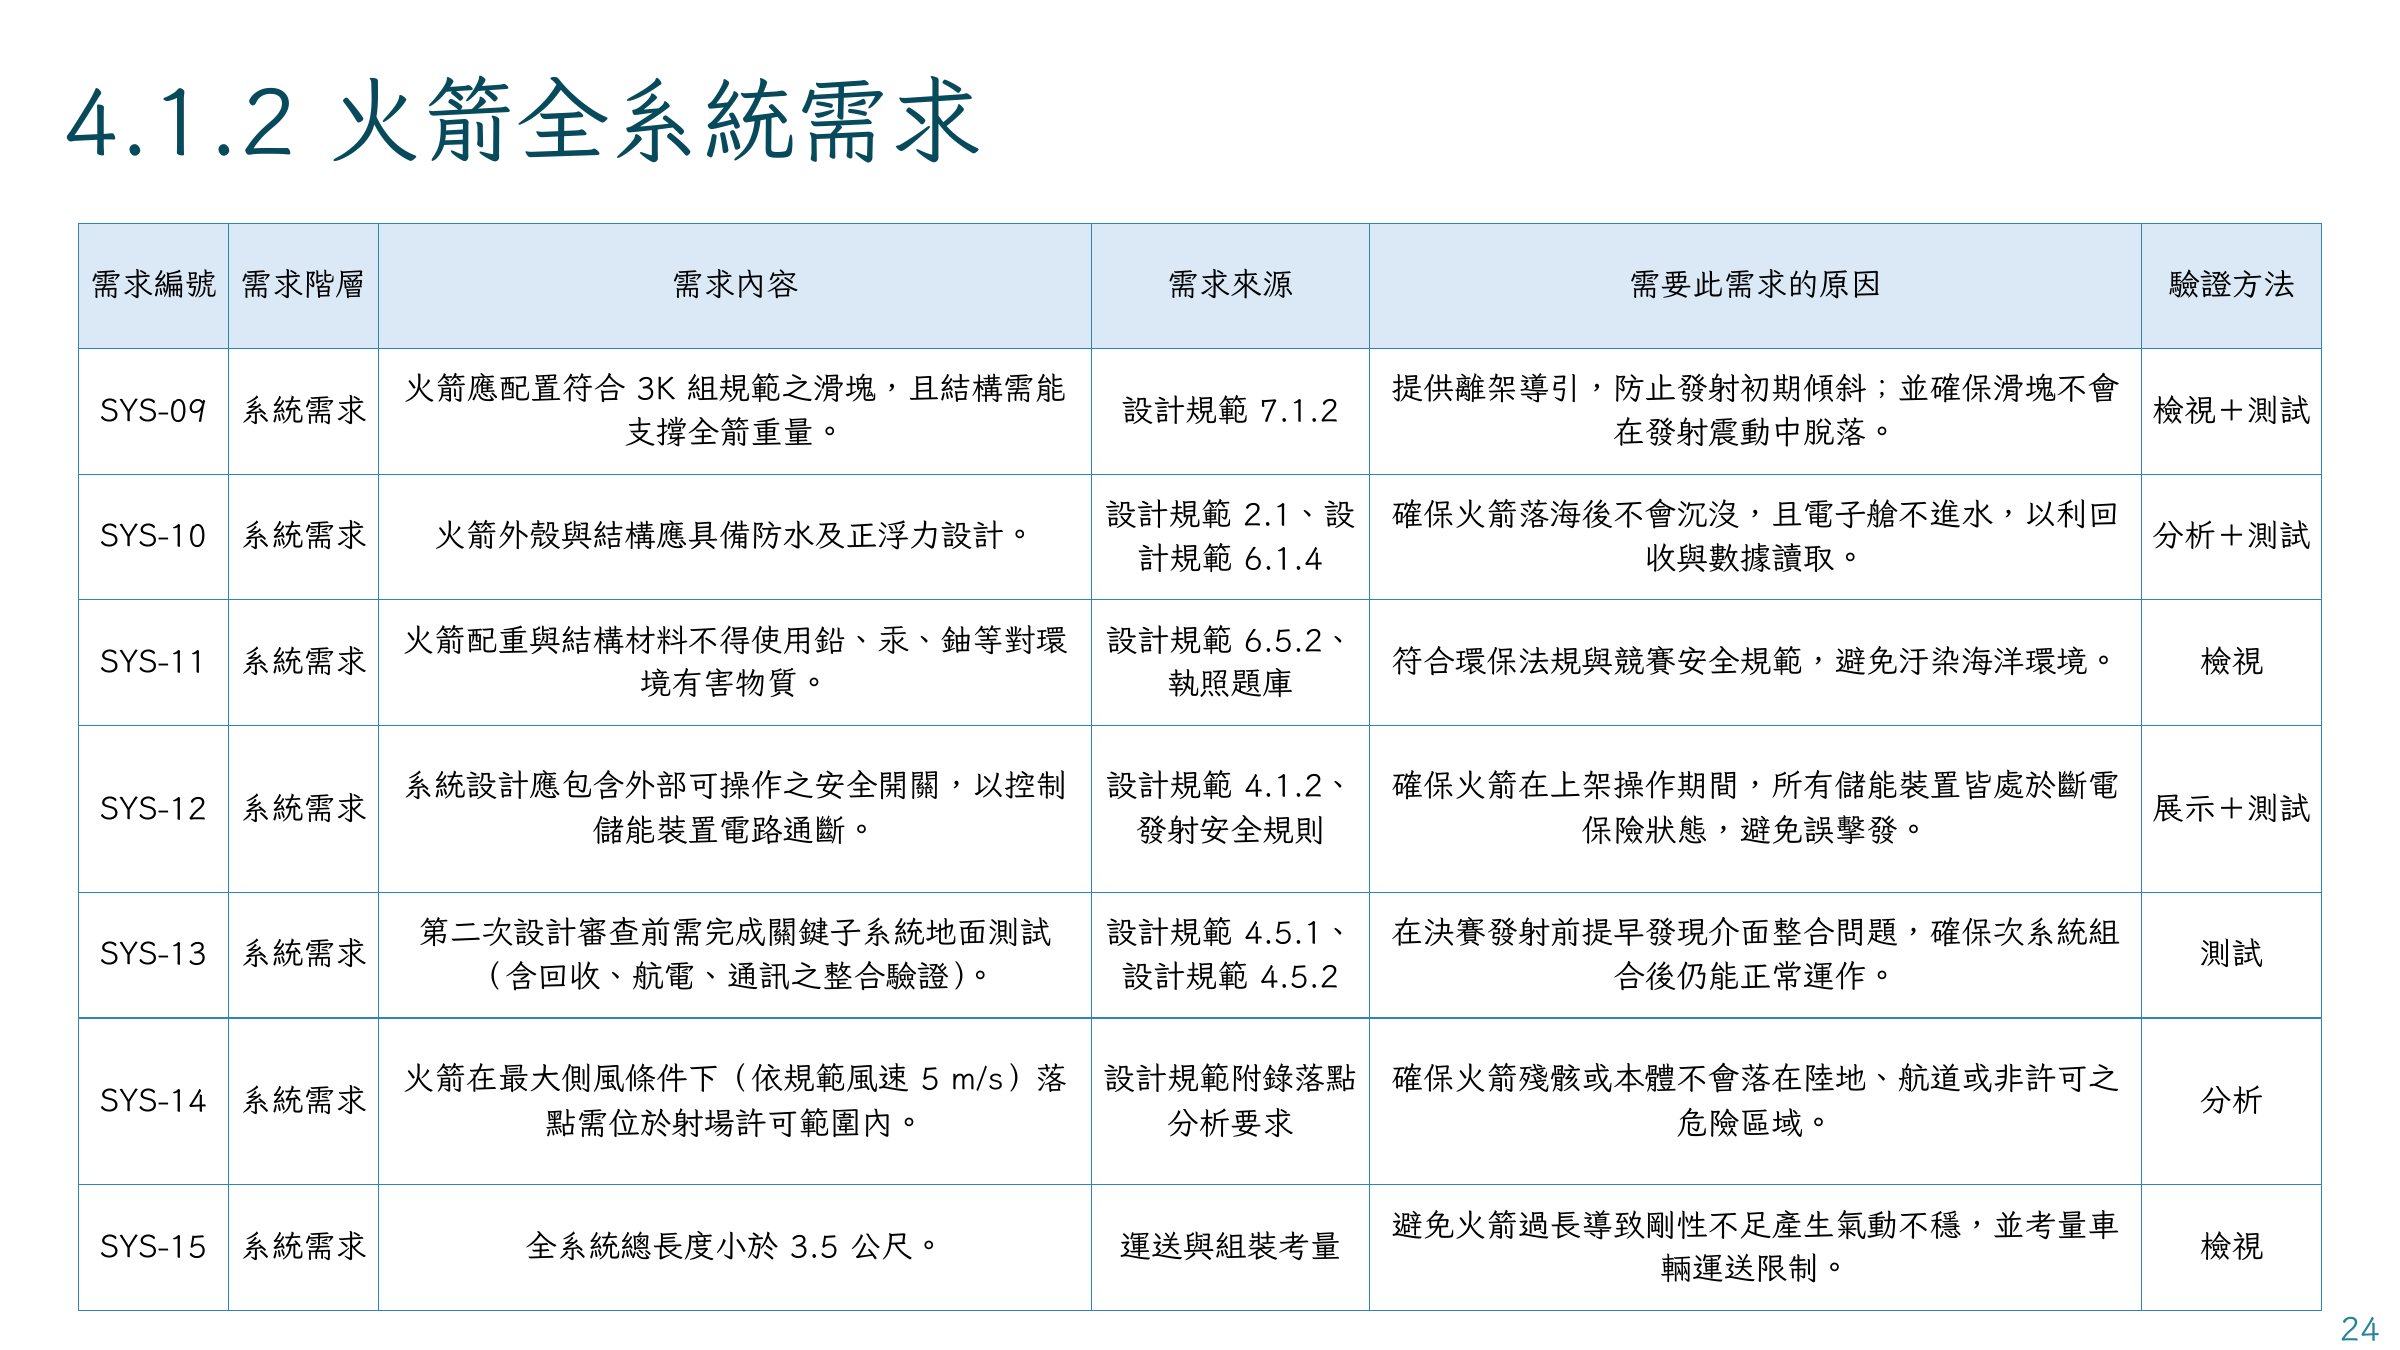 4.1.2 火箭全系統需求
需求編號 需求階層 需求內容 需求來源 需要此需求的原因 驗證方法
SYS-09 系統需求 火箭應配置符合 3K 組規範之滑塊，且結構需能
支撐全箭重量。 設計規範 7.1.2 提供離架導引，防止發射初期傾斜；並確保滑塊不會
在發射震動中脫落。 檢視＋測試
SYS-10 系統需求 火箭外殼與結構應具備防水及正浮力設計。 設計規範 2.1、設
計規範 6.1.4 確保火箭落海後不會沉沒，且電子艙不進水，以利回
收與數據讀取。 分析＋測試
SYS-11 系統需求 火箭配重與結構材料不得使用鉛、汞、鈾等對環
境有害物質。 設計規範 6.5.2、
執照題庫 符合環保法規與競賽安全規範，避免汙染海洋環境。 檢視
SYS-12 系統需求 系統設計應包含外部可操作之安全開關，以控制
儲能裝置電路通斷。 設計規範 4.1.2、
發射安全規則 確保火箭在上架操作期間，所有儲能裝置皆處於斷電
保險狀態，避免誤擊發。 展示＋測試
SYS-13 系統需求 第二次設計審查前需完成關鍵子系統地面測試
（含回收、航電、通訊之整合驗證）。 設計規範 4.5.1、
設計規範 4.5.2 在決賽發射前提早發現介面整合問題，確保次系統組
合後仍能正常運作。 測試
SYS-14 系統需求 火箭在最大側風條件下（依規範風速 5 m/s）落
點需位於射場許可範圍內。 設計規範附錄落點
分析要求 確保火箭殘骸或本體不會落在陸地、航道或非許可之
危險區域。 分析
SYS-15 系統需求 全系統總長度小於 3.5 公尺。 運送與組裝考量 避免火箭過長導致剛性不足產生氣動不穩，並考量車
輛運送限制。 檢視
24